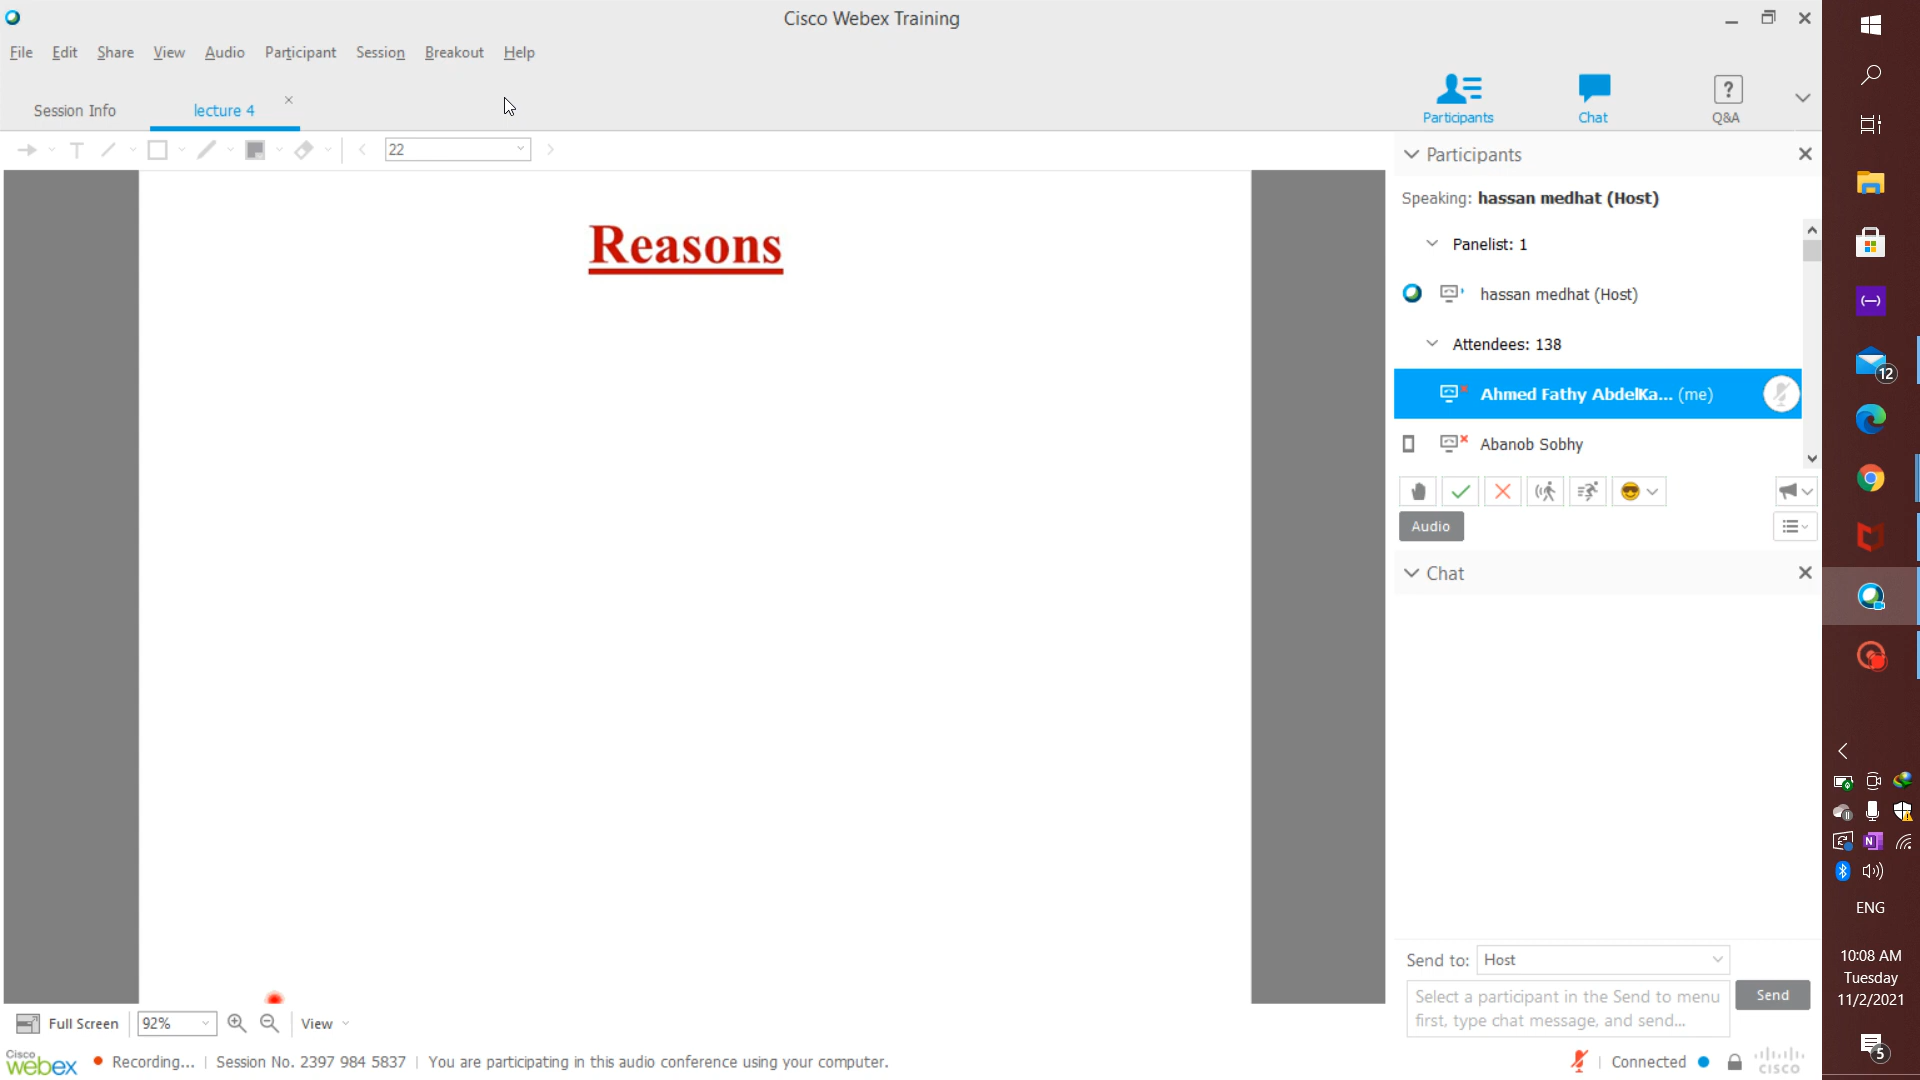 Cisco Webex Training
File Edit Share View Audio Participant Session Breakout Help
Session Info lecture 4
Participants Chat Q&A
22
Reasons
Participants
Speaking: hassan medhat (Host)
Panelist: 1
hassan medhat (Host)
Attendees: 138
Ahmed Fathy AbdelKa... (me)
Abanob Sobhy
Audio
Chat
Send to: Host
Select a participant in the Send to menu
first, type chat message, and send...
Send
Full Screen 92% View
Cisco
webex
Recording... Session No. 2397 984 5837 You are participating in this audio conference using your computer.
Connected
CISCO
12
ENG
10:08 AM
Tuesday
11/2/2021
5